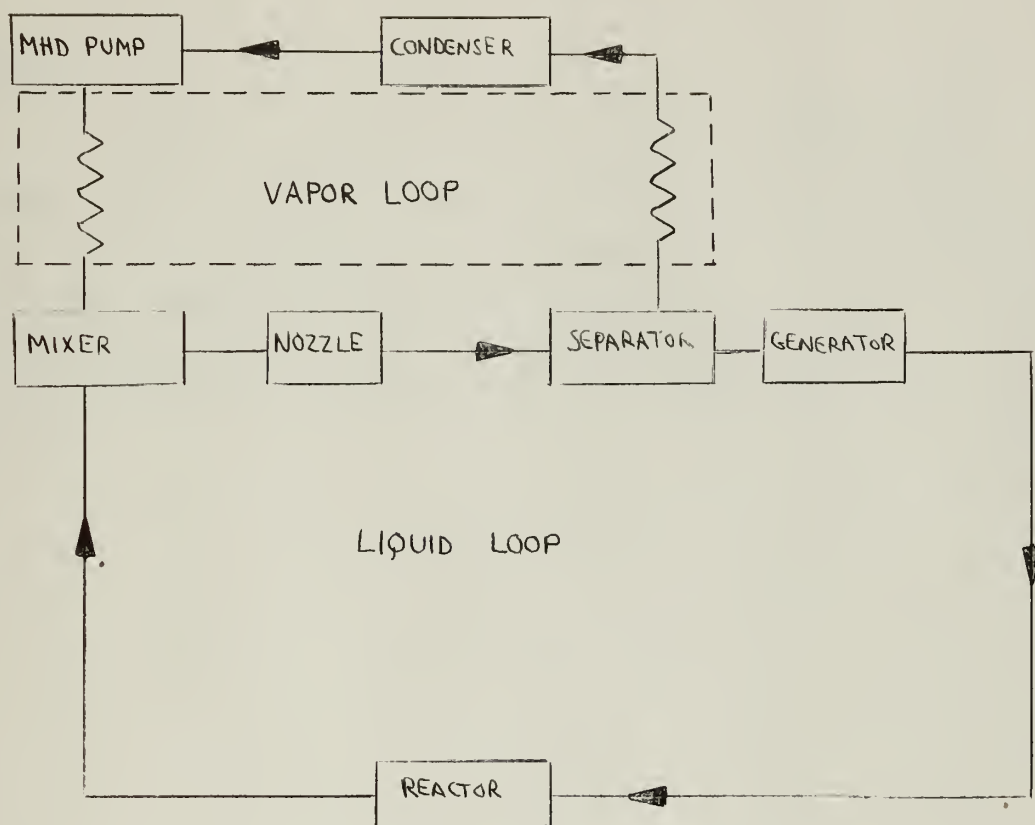 MHD PUMP
CONDENSER
VAPOR LOOP
MIXER
NOZZLE
SEPARATOR
GENERATOR
LIQUID LOOP
REACTOR